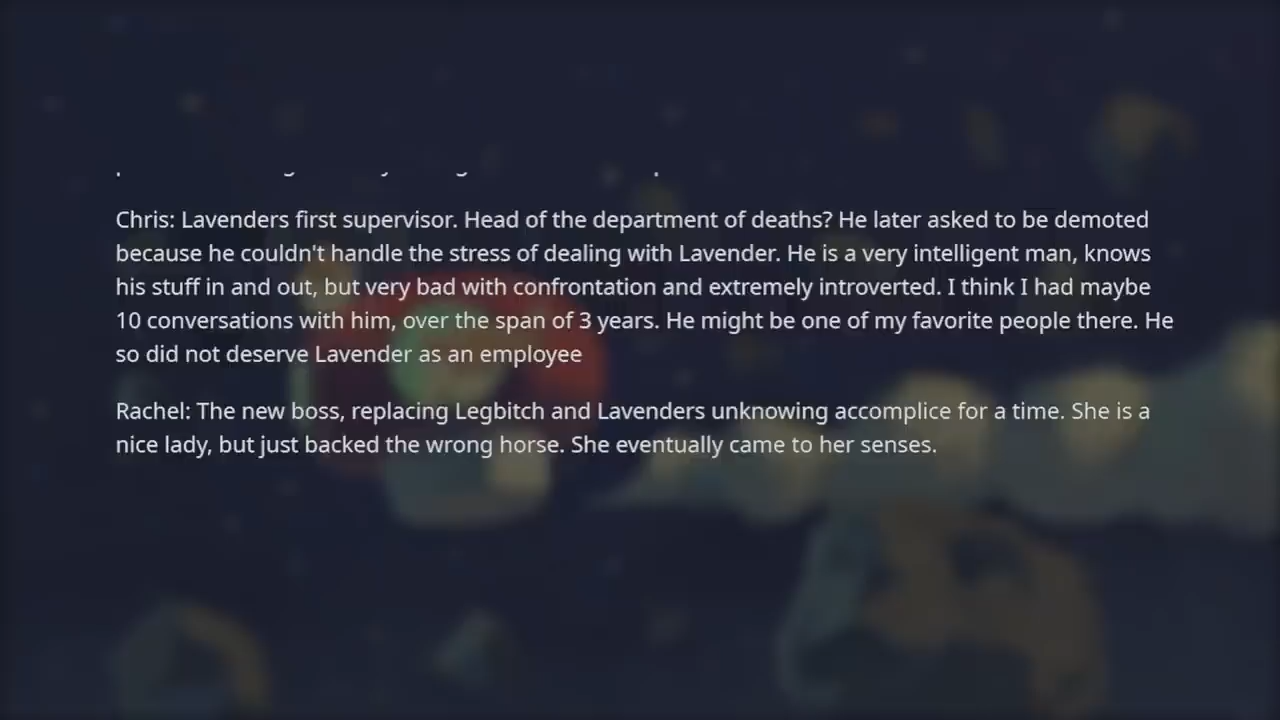 Chris: Lavenders first supervisor. Head of the department of deaths? He later asked to be demoted
because he couldn't handle the stress of dealing with Lavender. He is a very intelligent man, knows
his stuff in and out, but very bad with confrontation and extremely introverted. I think I had maybe
10 conversations with him, over the span of 3 years. He might be one of my favorite people there. He
so did not deserve Lavender as an employee
Rachel: The new boss, replacing Legbitch and Lavenders unknowing accomplice for a time. She is a
nice lady, but just backed the wrong horse. She eventually came to her senses.